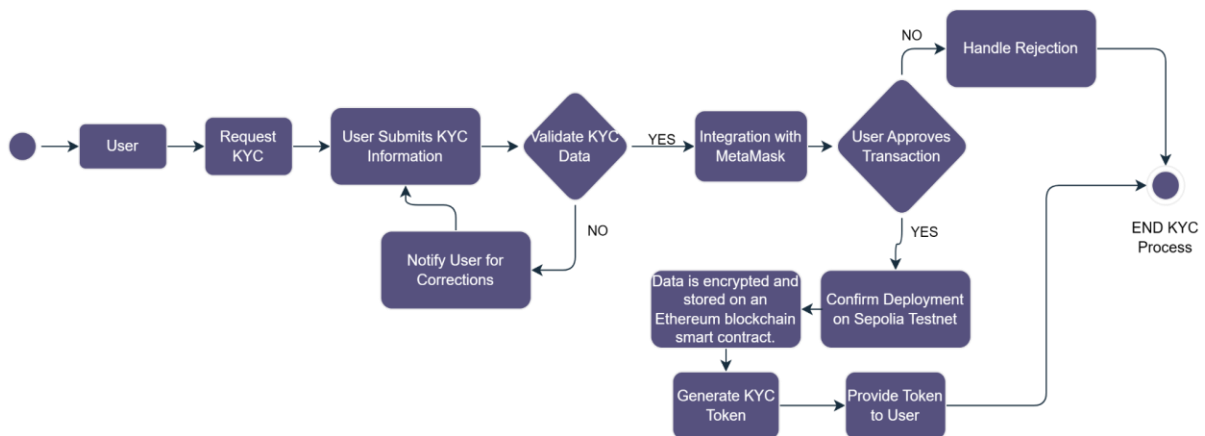 User
Request
KYC
User Submits KYC
Information
Validate KYC
Data
YES
NO
Notify User for
Corrections
Integration with
MetaMask
User Approves
Transaction
NO
Handle Rejection
YES
END KYC
Process
Confirm Deployment
on Sepolia Testnet
Data is encrypted and
stored on an
Ethereum blockchain
smart contract.
Generate KYC
Token
Provide Token
to User